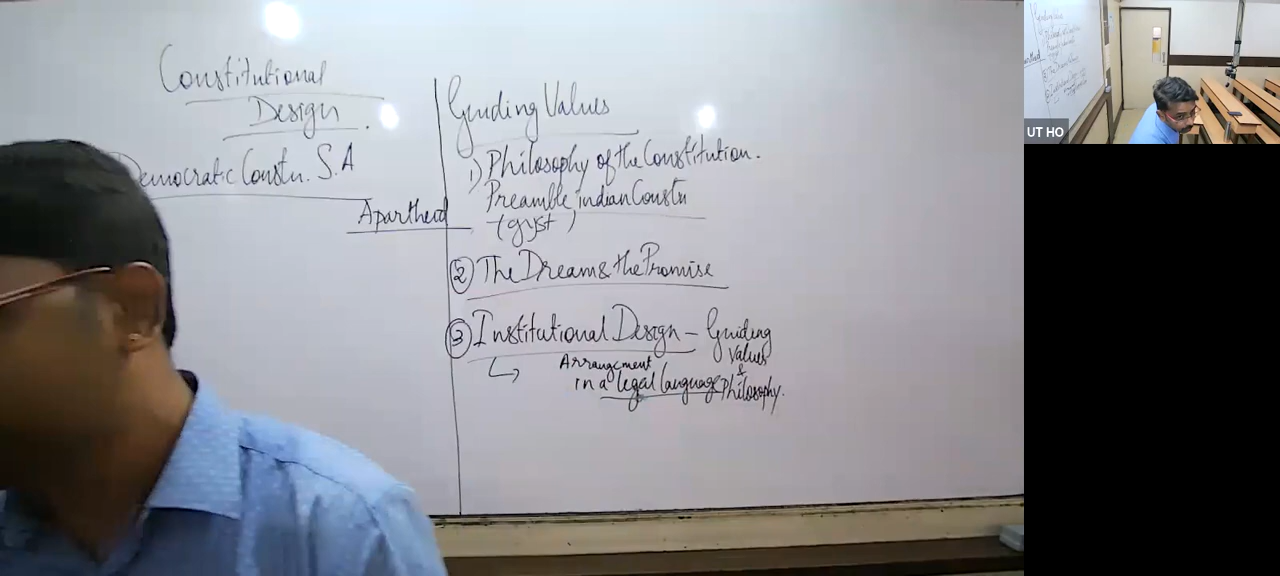 Constitutional
Design.
Democratic Constn. S.A
Apartheid
Guiding Values
1) Philosophy of the Constitution.
Preamble indian Constn
(gyst)
② The Dream & the Promise
③ Institutional Design – Guiding
Values
&
Philosophy.
Arrangement
in a legal language
UT HO